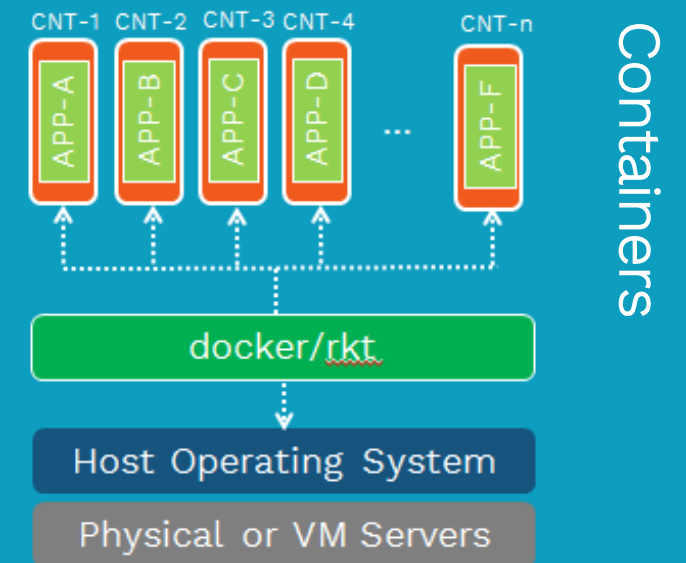 CNT-1 CNT-2 CNT-3 CNT-4 CNT-n
APP-A APP-B APP-C APP-D ... APP-F
docker/rkt
Host Operating System
Physical or VM Servers
Containers